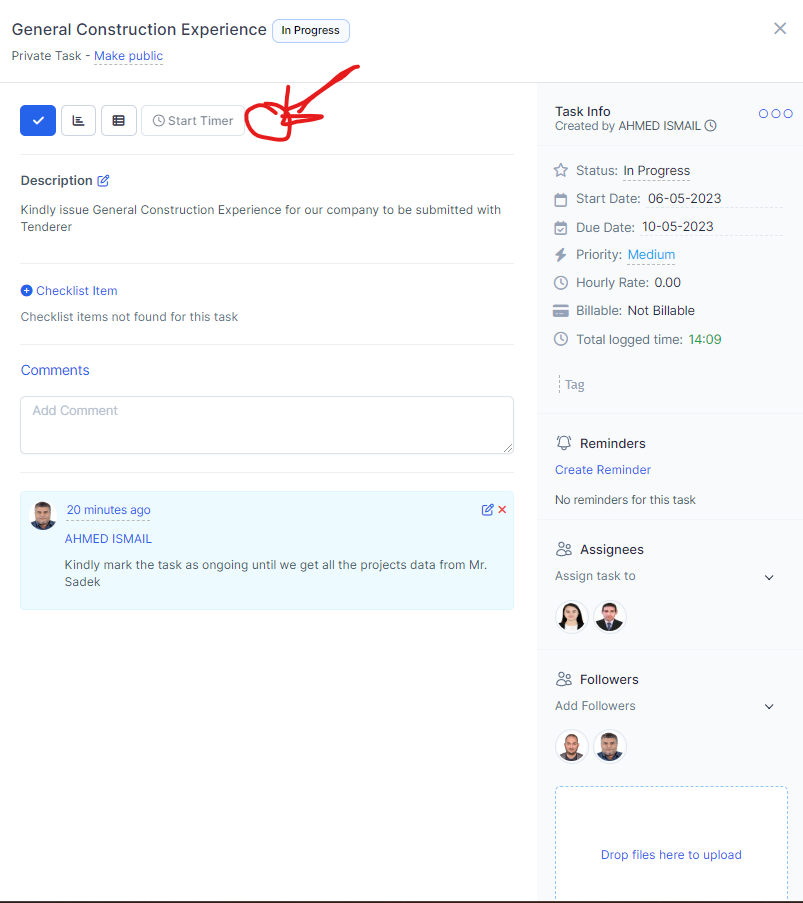 General Construction Experience In Progress
Private Task - Make public
Start Timer
Description
Kindly issue General Construction Experience for our company to be submitted with
Tenderer
Checklist Item
Checklist items not found for this task
Comments
Add Comment
20 minutes ago
AHMED ISMAIL
Kindly mark the task as ongoing until we get all the projects data from Mr.
Sadek
Task Info
Created by AHMED ISMAIL
Status: In Progress
Start Date: 06-05-2023
Due Date: 10-05-2023
Priority: Medium
Hourly Rate: 0.00
Billable: Not Billable
Total logged time: 14:09
Tag
Reminders
Create Reminder
No reminders for this task
Assignees
Assign task to
Followers
Add Followers
Drop files here to upload